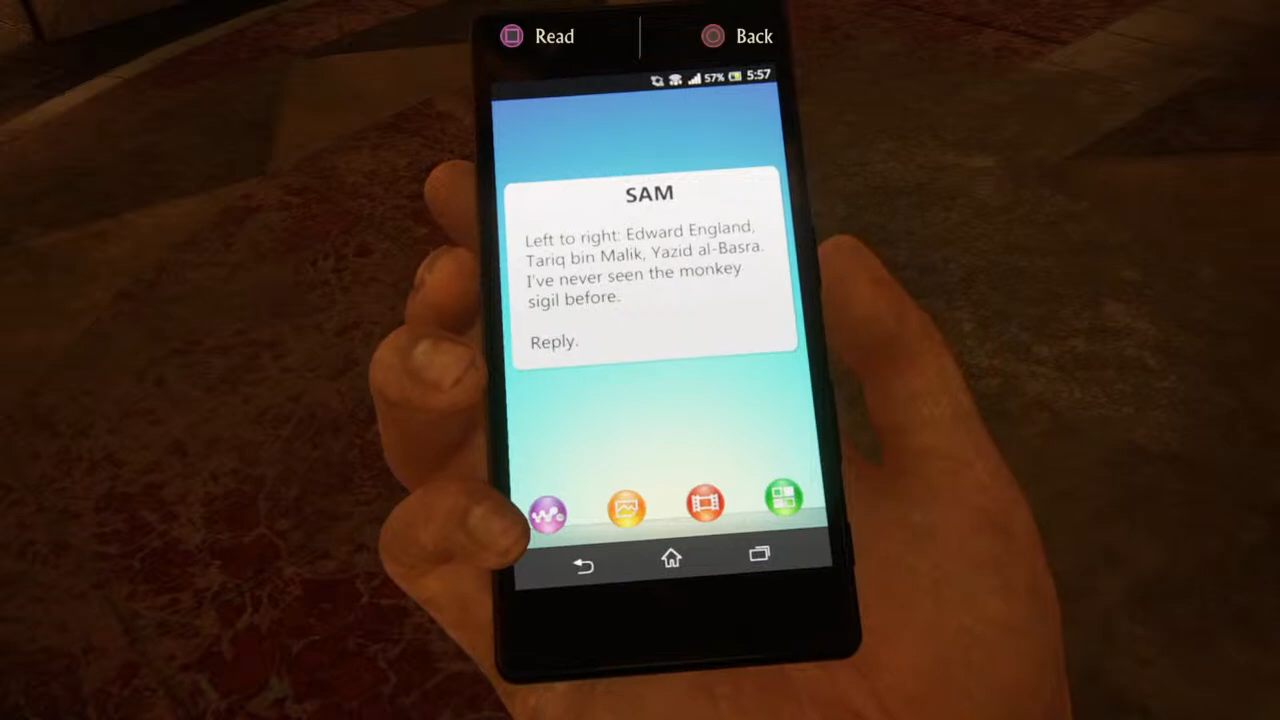 Read
Back
57% 5:57
SAM
Left to right: Edward England,
Tariq bin Malik, Yazid al-Basra.
I've never seen the monkey
sigil before.
Reply.